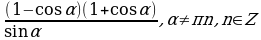 (1-cos α)(1+cos α)/sin α, α≠πn, n∈Z